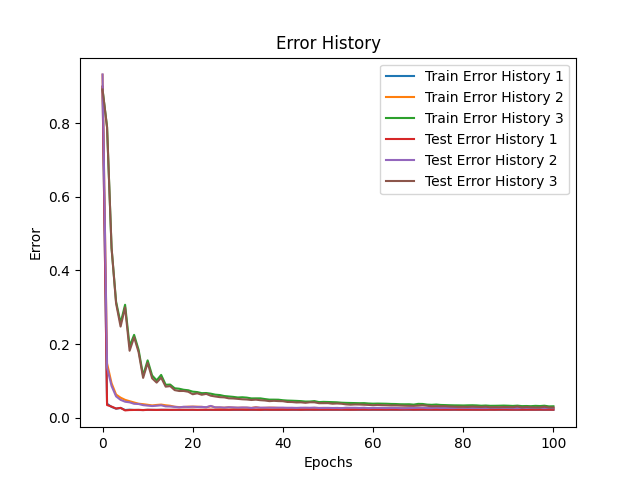 Error History
Train Error History 1
Train Error History 2
Train Error History 3
Test Error History 1
Test Error History 2
Test Error History 3
Error
0.8
0.6
0.4
0.2
0.0
0
20
40
60
80
100
Epochs